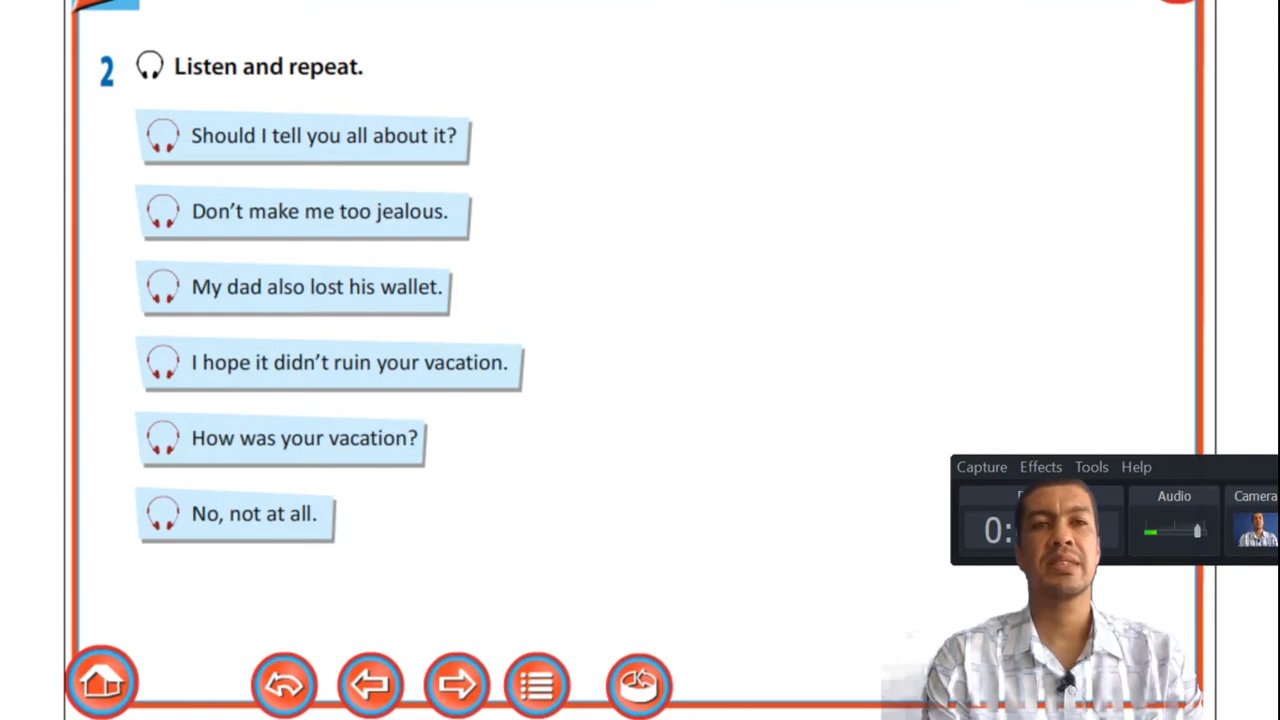 2 Listen and repeat.
Should I tell you all about it?
Don't make me too jealous.
My dad also lost his wallet.
I hope it didn't ruin your vacation.
How was your vacation?
No, not at all.
Capture Effects Tools Help
Audio Camera
0: